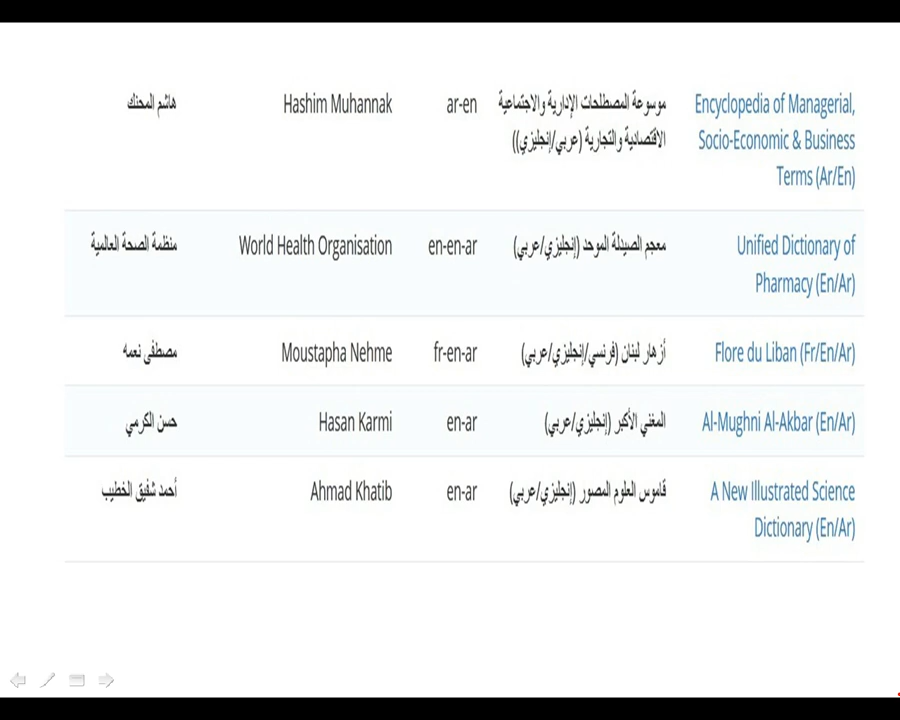 Encyclopedia of Managerial,
Socio-Economic & Business
Terms (Ar/En)
موسوعة المصطلحات الإدارية والاجتماعية
الاقتصادية والتجارية (عربي/إنجليزي))
ar-en
Hashim Muhannak
هاشم المحنك
Unified Dictionary of
Pharmacy (En/Ar)
معجم الصيدلة الموحد (إنجليزي/عربي)
en-en-ar
World Health Organisation
منظمة الصحة العالمية
Flore du Liban (Fr/En/Ar)
أزهار لبنان (فرنسي/إنجليزي/عربي)
fr-en-ar
Moustapha Nehme
مصطفى نعمه
Al-Mughni Al-Akbar (En/Ar)
المغني الأكبر (إنجليزي/عربي)
en-ar
Hasan Karmi
حسن الكرمي
A New Illustrated Science
Dictionary (En/Ar)
قاموس العلوم المصور (إنجليزي/عربي)
en-ar
Ahmad Khatib
أحمد شفيق الخطيب